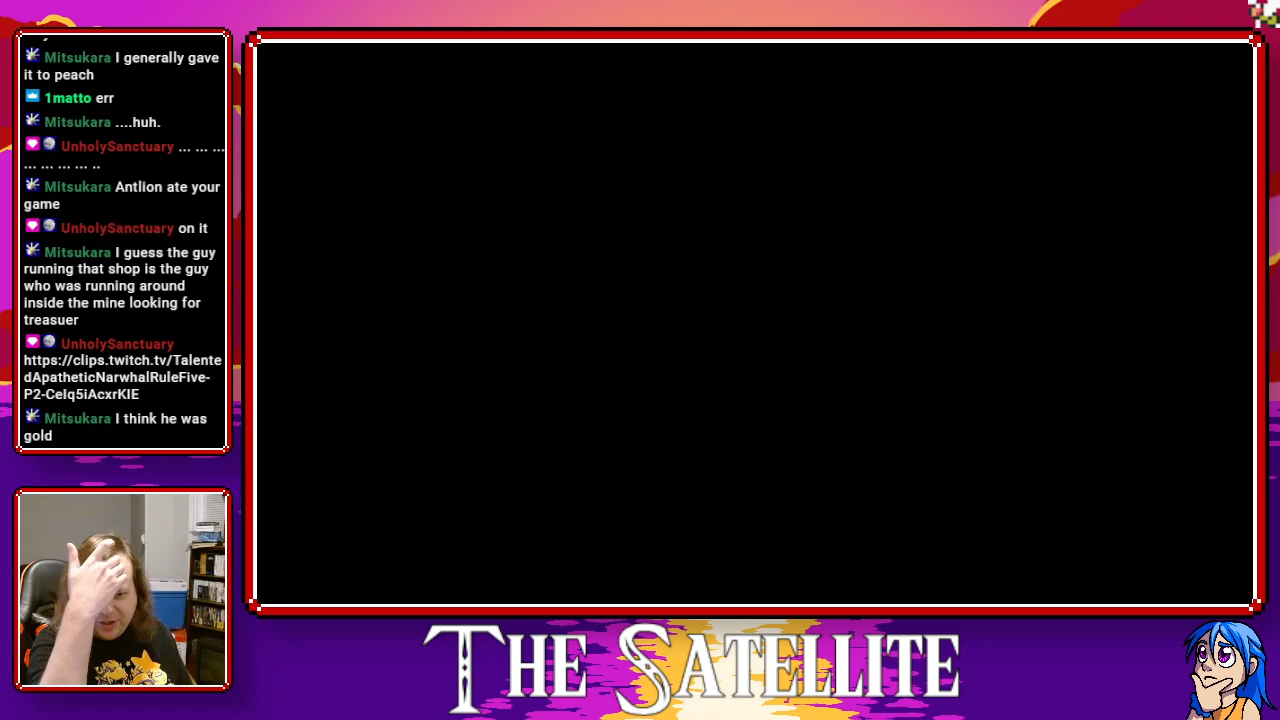 Mitsukara I generally gave
it to peach
1matto err
Mitsukara ....huh.
UnholySanctuary ... ... ...
... ... ... ... ..
Mitsukara Antlion ate your
game
UnholySanctuary on it
Mitsukara I guess the guy
running that shop is the guy
who was running around
inside the mine looking for
treasuer
UnholySanctuary
https://clips.twitch.tv/Talente
dApatheticNarwhalRuleFive-
P2-CeIq5iAcxrKIE
Mitsukara I think he was
gold
THE SATELLITE